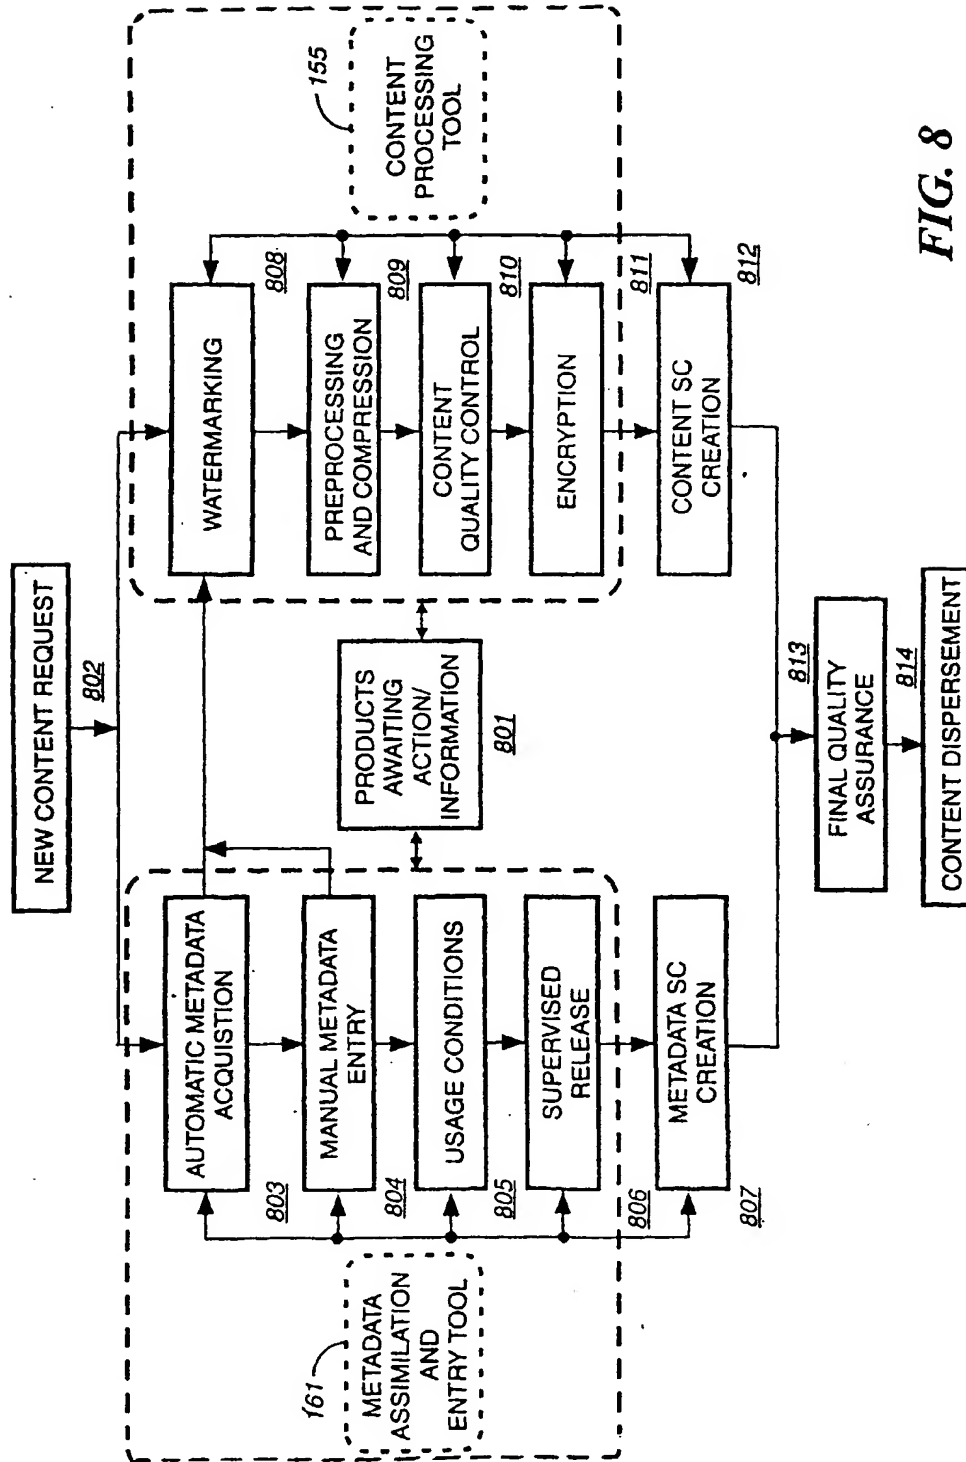 NEW CONTENT REQUEST
802
161
METADATA
ASSIMILATION
AND
ENTRY TOOL
AUTOMATIC METADATA
ACQUISTION
803
MANUAL METADATA
ENTRY
804
USAGE CONDITIONS
805
SUPERVISED
RELEASE
806
METADATA SC
CREATION
807
PRODUCTS
AWAITING
ACTION/
INFORMATION
801
WATERMARKING
808
PREPROCESSING
AND COMPRESSION
809
CONTENT
QUALITY CONTROL
810
ENCRYPTION
811
CONTENT SC
CREATION
812
155
CONTENT
PROCESSING
TOOL
813
FINAL QUALITY
ASSURANCE
814
CONTENT DISPERSEMENT
FIG. 8